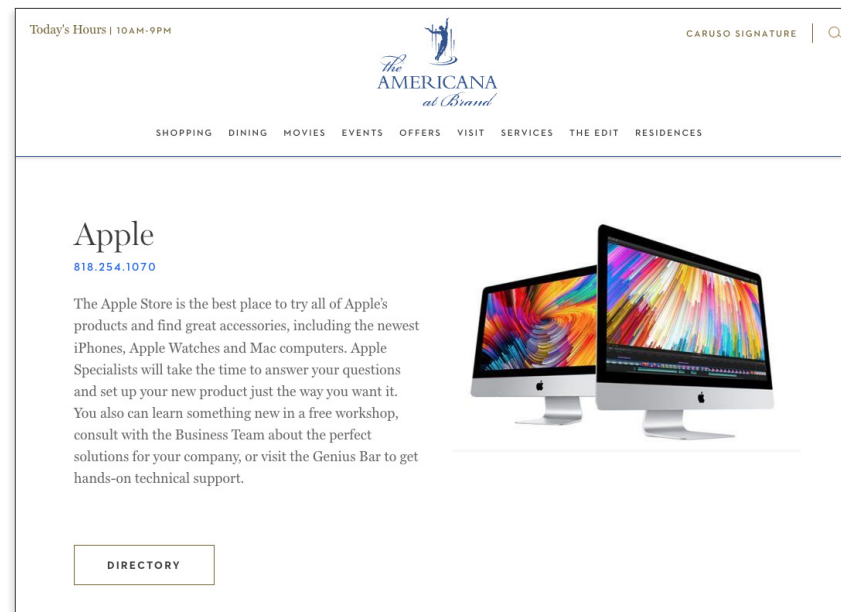 Today's Hours | 10AM-9PM
the
AMERICANA
at Brand
CARUSO SIGNATURE
SHOPPING DINING MOVIES EVENTS OFFERS VISIT SERVICES THE EDIT RESIDENCES
Apple
818.254.1070
The Apple Store is the best place to try all of Apple's
products and find great accessories, including the newest
iPhones, Apple Watches and Mac computers. Apple
Specialists will take the time to answer your questions
and set up your new product just the way you want it.
You also can learn something new in a free workshop,
consult with the Business Team about the perfect
solutions for your company, or visit the Genius Bar to get
hands-on technical support.
DIRECTORY